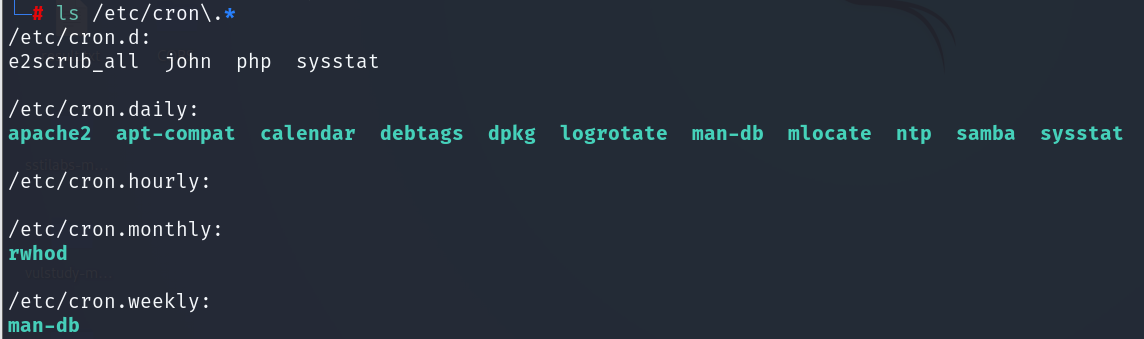 └─# ls /etc/cron\.*
/etc/cron.d:
e2scrub_all john php sysstat
/etc/cron.daily:
apache2 apt-compat calendar debtags dpkg logrotate man-db mlocate ntp samba sysstat
/etc/cron.hourly:
/etc/cron.monthly:
rwhod
/etc/cron.weekly:
man-db